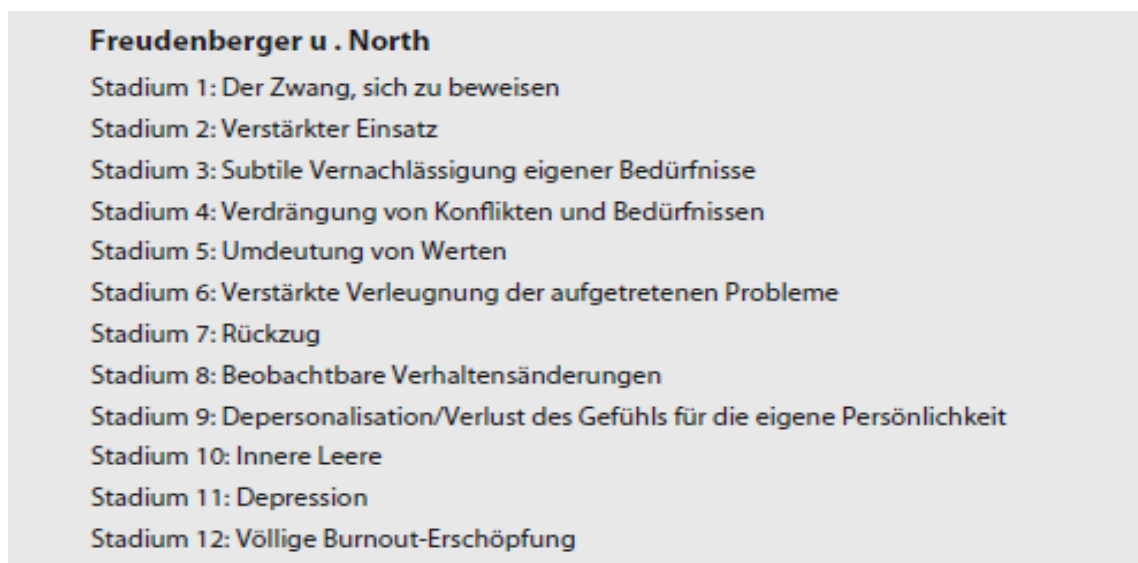 Freudenberger u . North
Stadium 1: Der Zwang, sich zu beweisen
Stadium 2: Verstärkter Einsatz
Stadium 3: Subtile Vernachlässigung eigener Bedürfnisse
Stadium 4: Verdrängung von Konflikten und Bedürfnissen
Stadium 5: Umdeutung von Werten
Stadium 6: Verstärkte Verleugnung der aufgetretenen Probleme
Stadium 7: Rückzug
Stadium 8: Beobachtbare Verhaltensänderungen
Stadium 9: Depersonalisation/Verlust des Gefühls für die eigene Persönlichkeit
Stadium 10: Innere Leere
Stadium 11: Depression
Stadium 12: Völlige Burnout-Erschöpfung